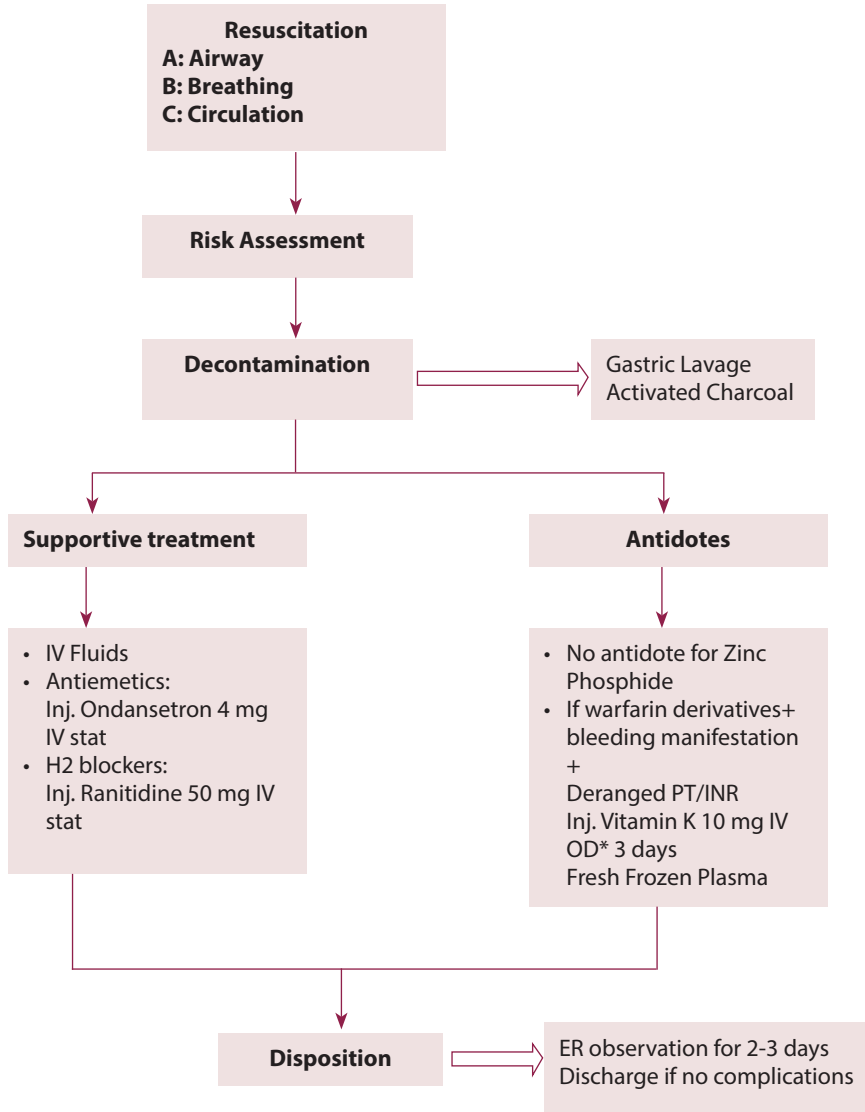 Resuscitation
A: Airway
B: Breathing
C: Circulation
Risk Assessment
Decontamination
Gastric Lavage
Activated Charcoal
Supportive treatment
Antidotes
• IV Fluids
• Antiemetics:
Inj. Ondansetron 4 mg
IV stat
• H2 blockers:
Inj. Ranitidine 50 mg IV
stat
• No antidote for Zinc
Phosphide
• If warfarin derivatives+
bleeding manifestation
+
Deranged PT/INR
Inj. Vitamin K 10 mg IV
OD* 3 days
Fresh Frozen Plasma
Disposition
ER observation for 2-3 days
Discharge if no complications